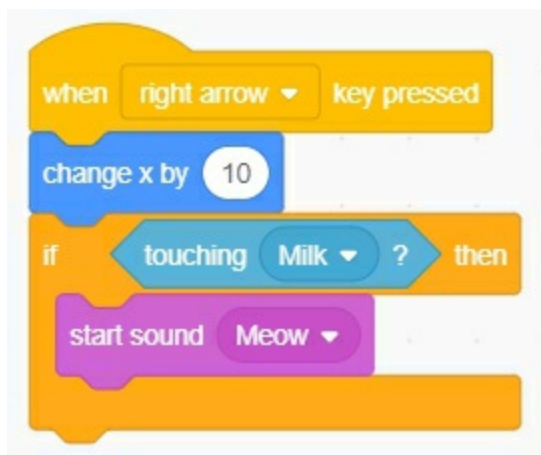 when right arrow key pressed
change x by 10
if touching Milk ? then
start sound Meow